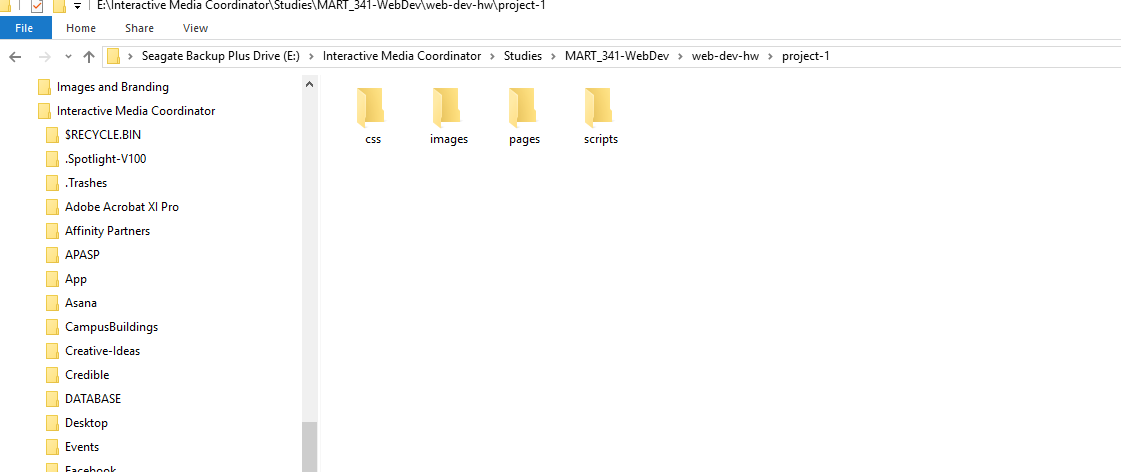 E:\Interactive Media Coordinator\Studies\MART_341-WebDev\web-dev-hw\project-1
File Home Share View
Seagate Backup Plus Drive (E:) Interactive Media Coordinator Studies MART_341-WebDev web-dev-hw project-1
Images and Branding
Interactive Media Coordinator
$RECYCLE.BIN
.Spotlight-V100
.Trashes
Adobe Acrobat XI Pro
Affinity Partners
APASP
App
Asana
CampusBuildings
Creative-Ideas
Credible
DATABASE
Desktop
Events
Facebook
css images pages scripts